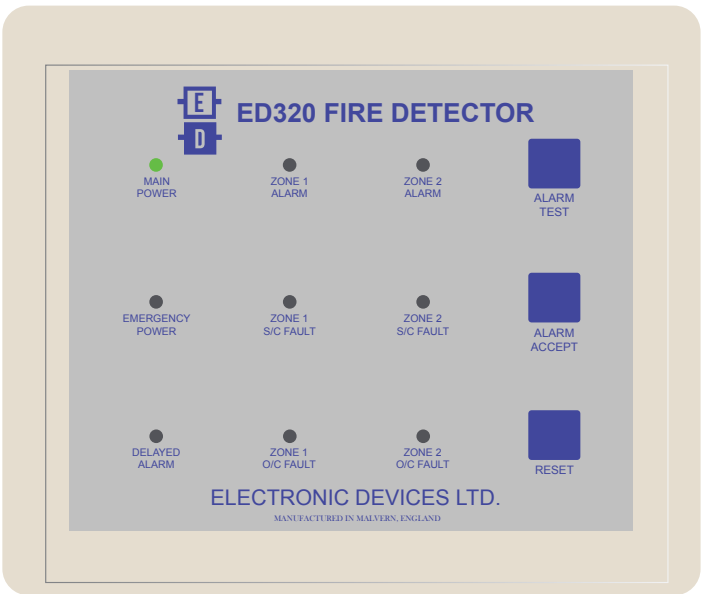 E
D
ED320 FIRE DETECTOR
MAIN
POWER
ZONE 1
ALARM
ZONE 2
ALARM
ALARM
TEST
EMERGENCY
POWER
ZONE 1
S/C FAULT
ZONE 2
S/C FAULT
ALARM
ACCEPT
DELAYED
ALARM
ZONE 1
O/C FAULT
ZONE 2
O/C FAULT
RESET
ELECTRONIC DEVICES LTD.
MANUFACTURED IN MALVERN, ENGLAND